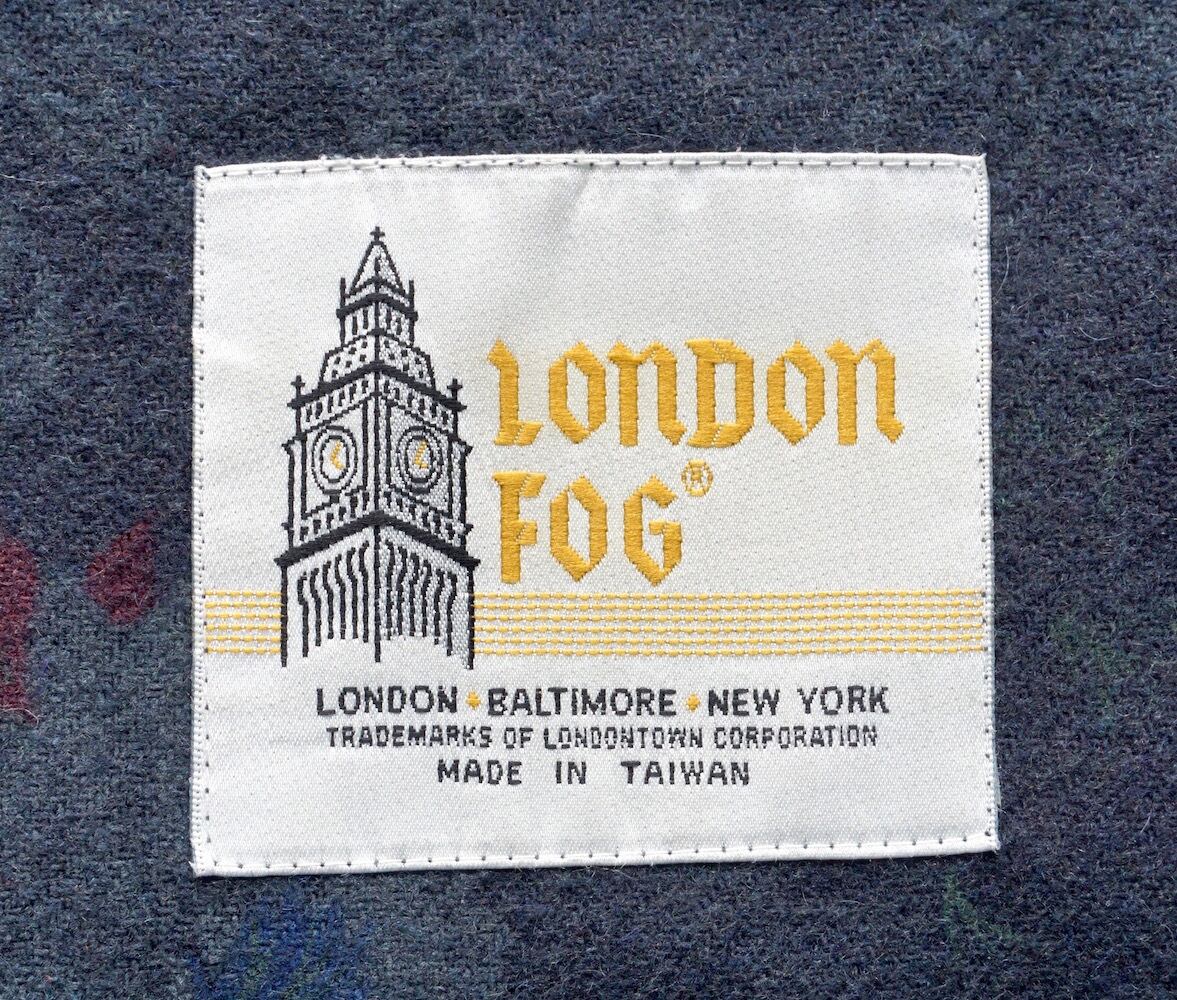 LONDON
FOG®
LONDON • BALTIMORE • NEW YORK
TRADEMARKS OF LONDONTOWN CORPORATION
MADE IN TAIWAN